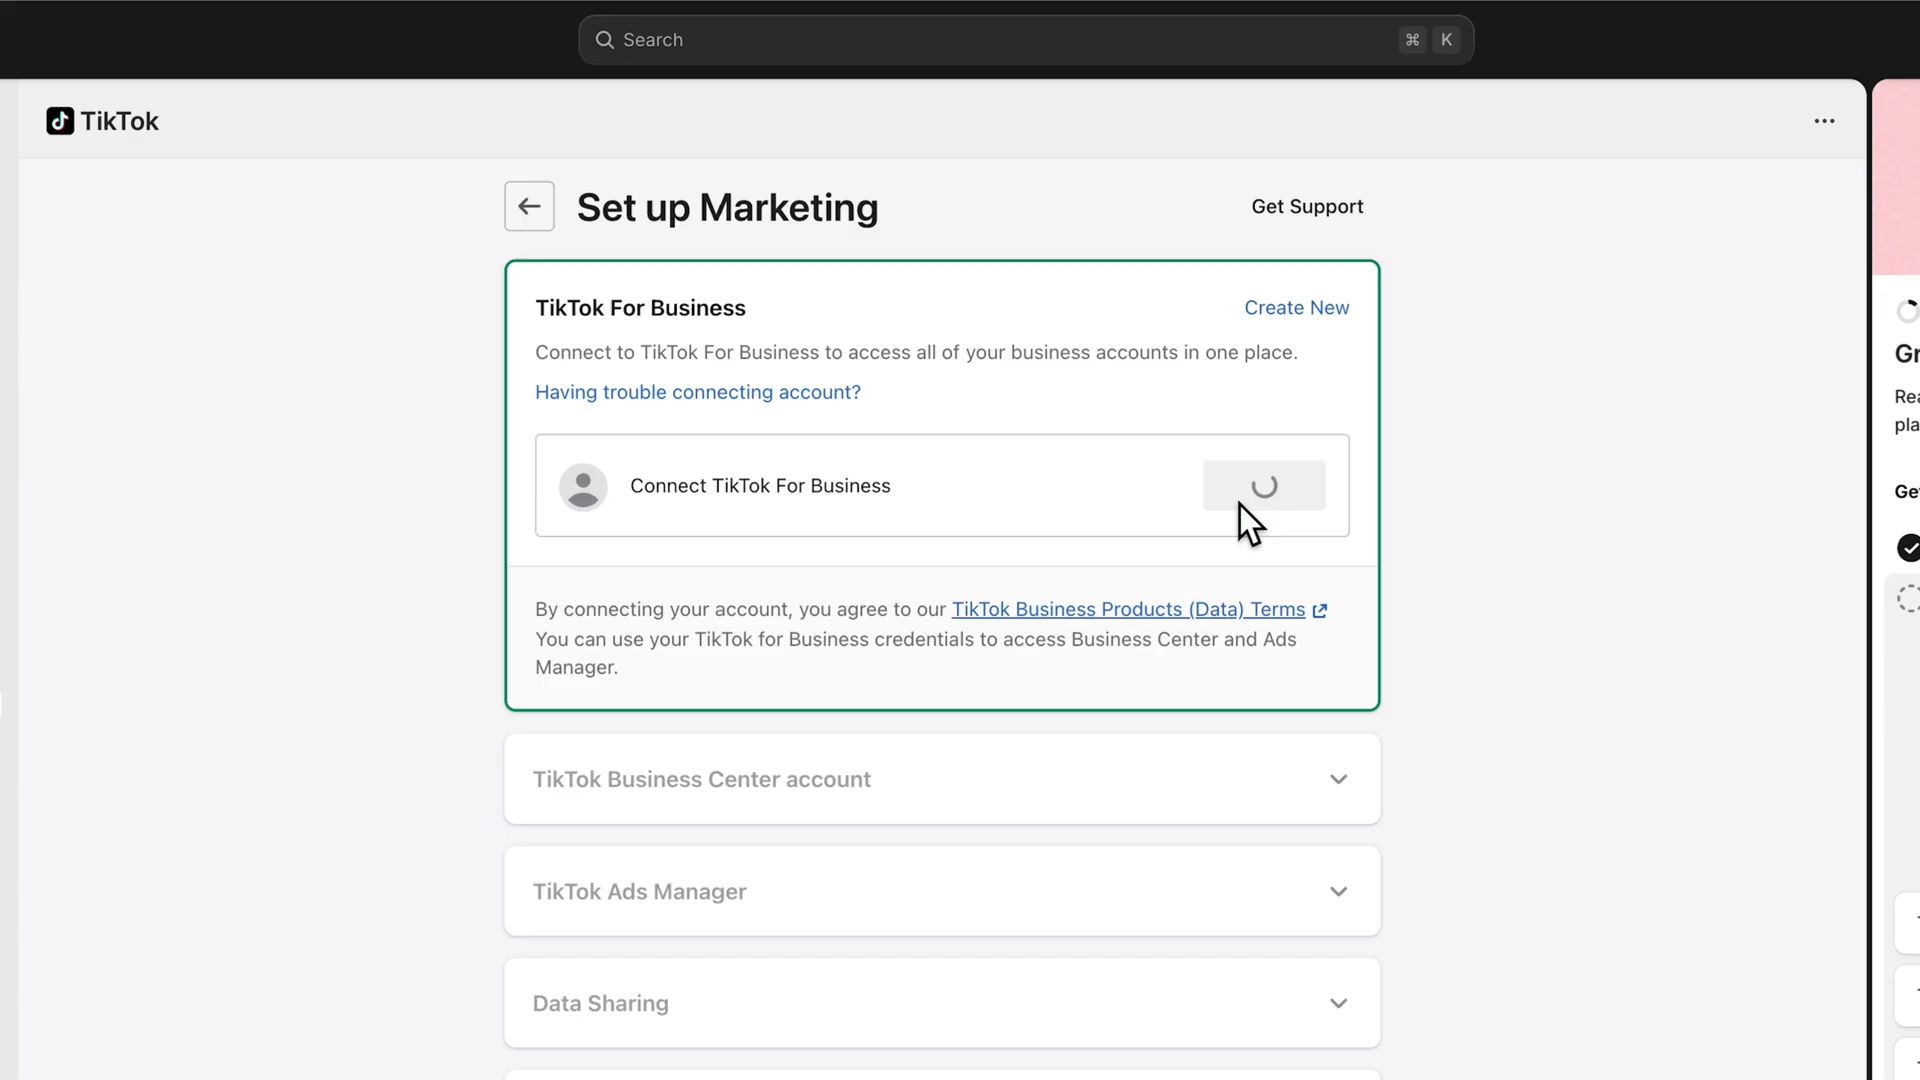 Search
⌘ K
TikTok
Set up Marketing
Get Support
TikTok For Business
Create New
Connect to TikTok For Business to access all of your business accounts in one place.
Having trouble connecting account?
Connect TikTok For Business
By connecting your account, you agree to our TikTok Business Products (Data) Terms
You can use your TikTok for Business credentials to access Business Center and Ads
Manager.
TikTok Business Center account
TikTok Ads Manager
Data Sharing